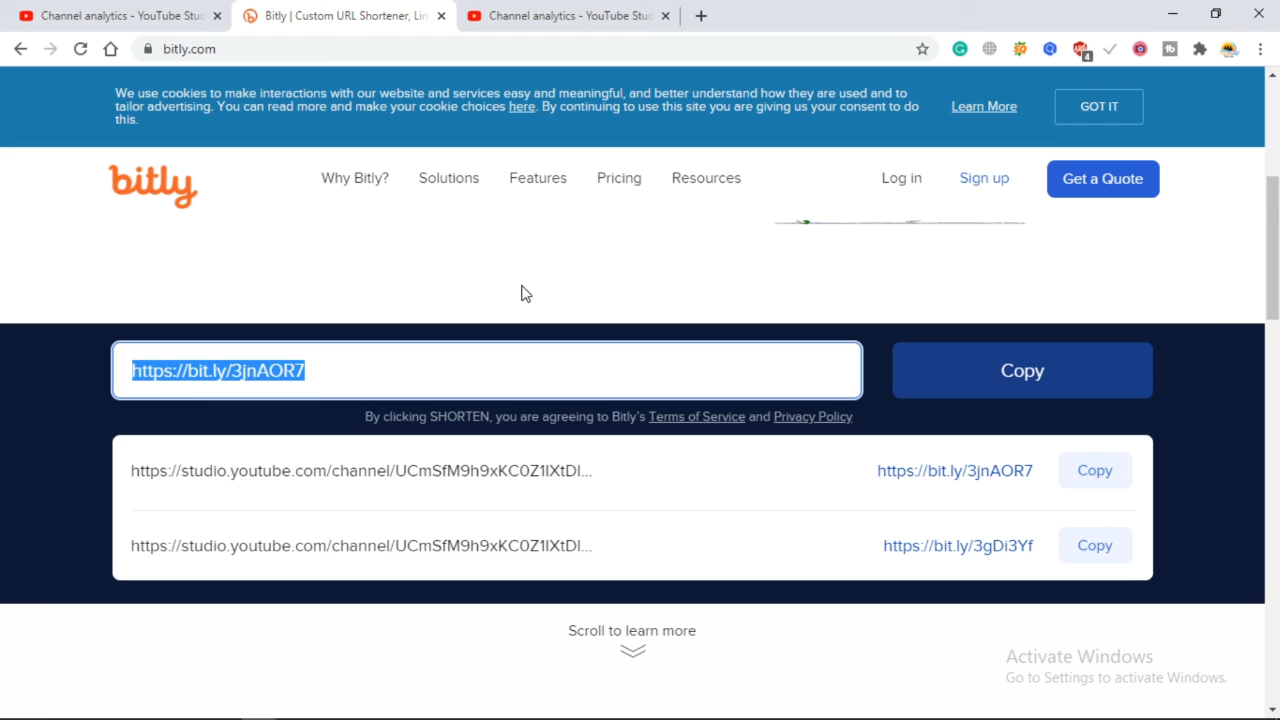 Channel analytics - YouTube Stud
Bitly | Custom URL Shortener, Lin
Channel analytics - YouTube Stud
bitly.com
4
tb
We use cookies to make interactions with our website and services easy and meaningful, and better understand how they are used and to
tailor advertising. You can read more and make your cookie choices here. By continuing to use this site you are giving us your consent to do
this.
Learn More
GOT IT
bitly
Why Bitly?
Solutions
Features
Pricing
Resources
Log in
Sign up
Get a Quote
https://bit.ly/3jnAOR7
Copy
By clicking SHORTEN, you are agreeing to Bitly's Terms of Service and Privacy Policy
https://studio.youtube.com/channel/UCmSfM9h9xKC0Z1IXtDl...
https://bit.ly/3jnAOR7
Copy
https://studio.youtube.com/channel/UCmSfM9h9xKC0Z1IXtDl...
https://bit.ly/3gDi3Yf
Copy
Scroll to learn more
Activate Windows
Go to Settings to activate Windows.